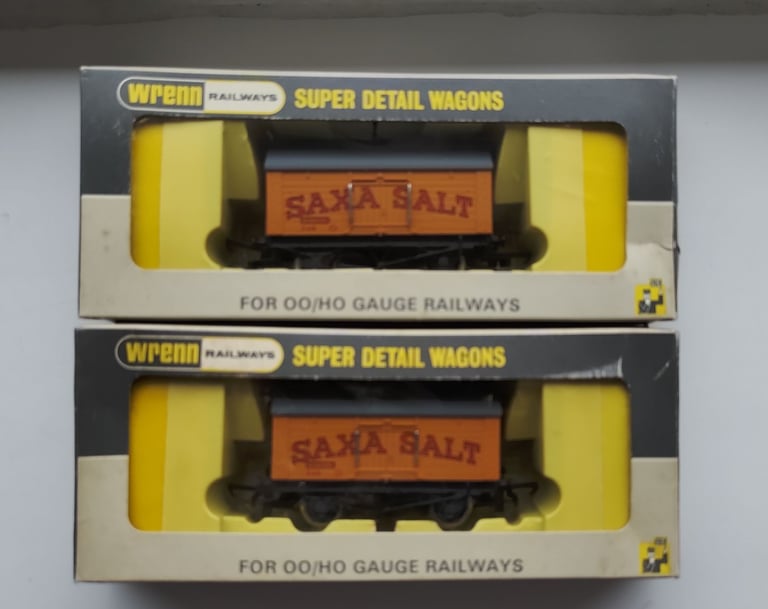 wrenn RAILWAYS SUPER DETAIL WAGONS
SAXA SALT
FOR OO/HO GAUGE RAILWAYS
wrenn RAILWAYS SUPER DETAIL WAGONS
SAXA SALT
FOR OO/HO GAUGE RAILWAYS